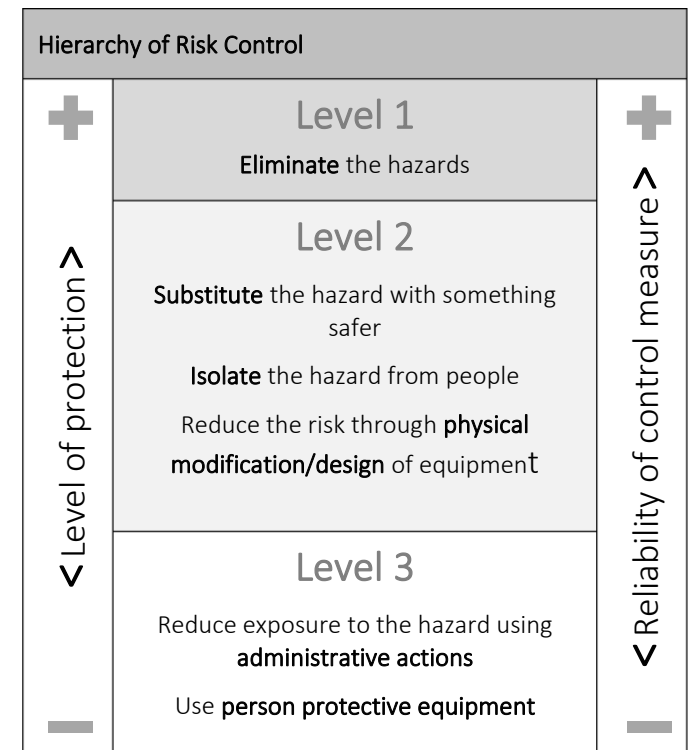 Hierarchy of Risk Control
Level 1
Eliminate the hazards
Level 2
Substitute the hazard with something
safer
Isolate the hazard from people
Reduce the risk through physical
modification/design of equipment
Level 3
Reduce exposure to the hazard using
administrative actions
Use person protective equipment
< Level of protection >
< Reliability of control measure >